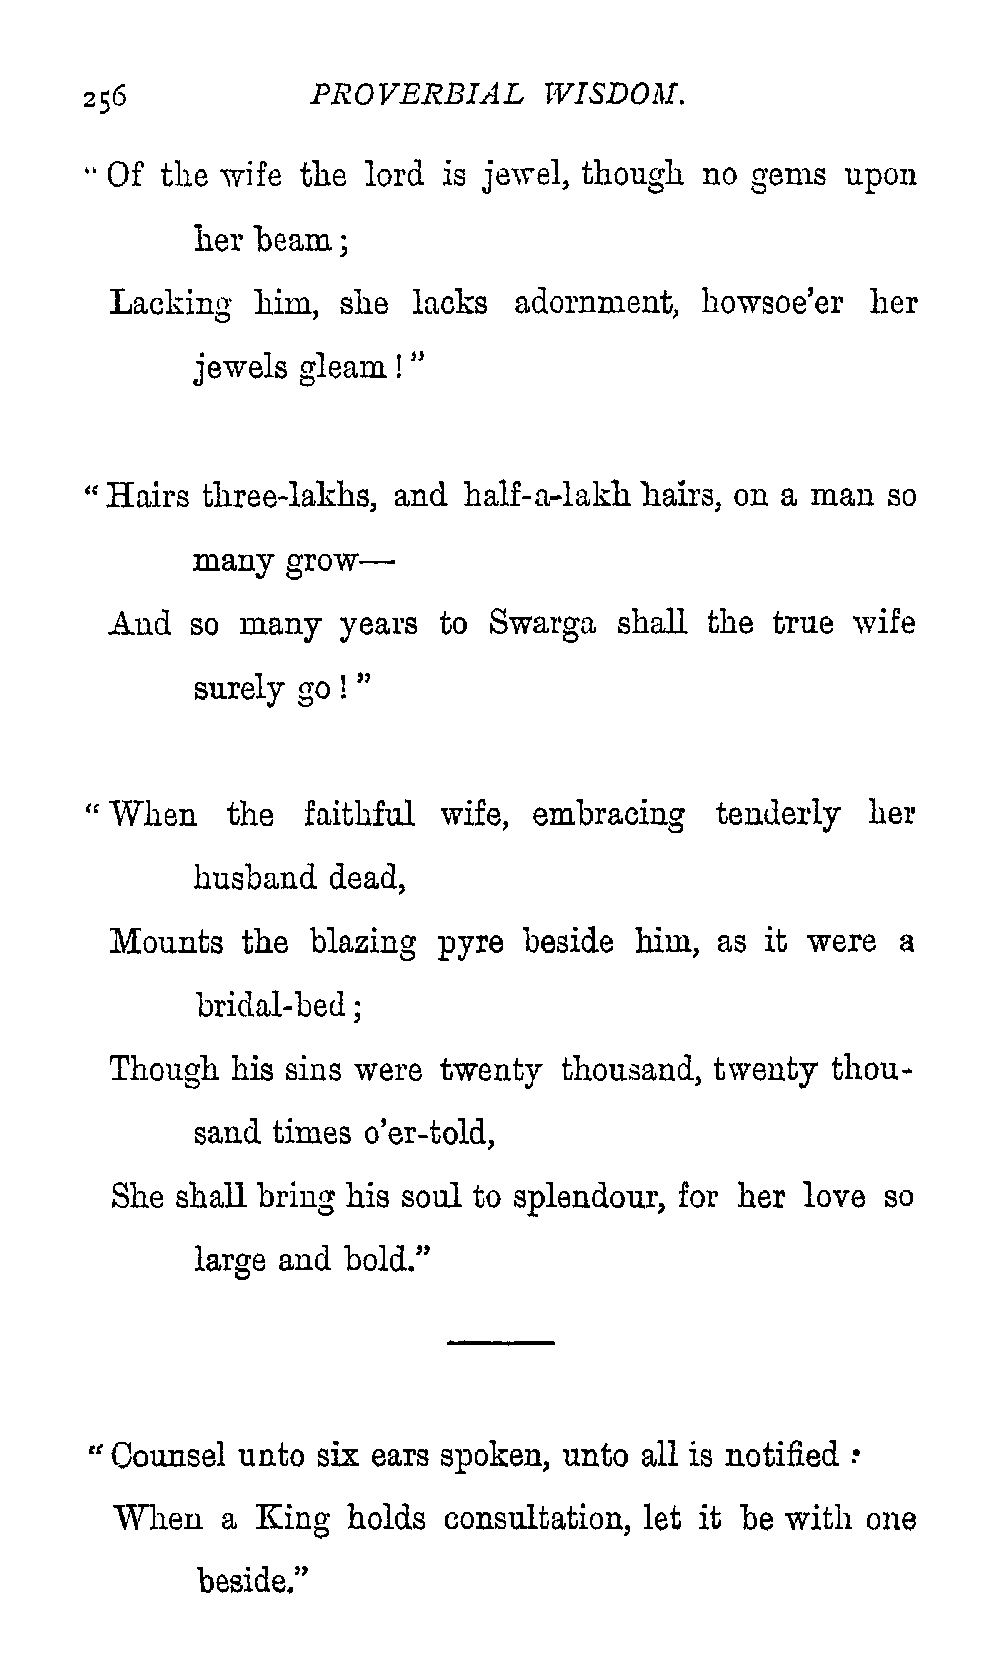 256 PROVERBIAL WISDOM.
“Of the wife the lord is jewel, though no gems upon
her beam;
Lacking him, she lacks adornment, howsoe’er her
jewels gleam!”
“Hairs three-lakhs, and half-a-lakh hairs, on a man so
many grow—
And so many years to Swarga shall the true wife
surely go!”
“When the faithful wife, embracing tenderly her
husband dead,
Mounts the blazing pyre beside him, as it were a
bridal-bed;
Though his sins were twenty thousand, twenty thou-
sand times o’er-told,
She shall bring his soul to splendour, for her love so
large and bold.”
“Counsel unto six ears spoken, unto all is notified:
When a King holds consultation, let it be with one
beside.”